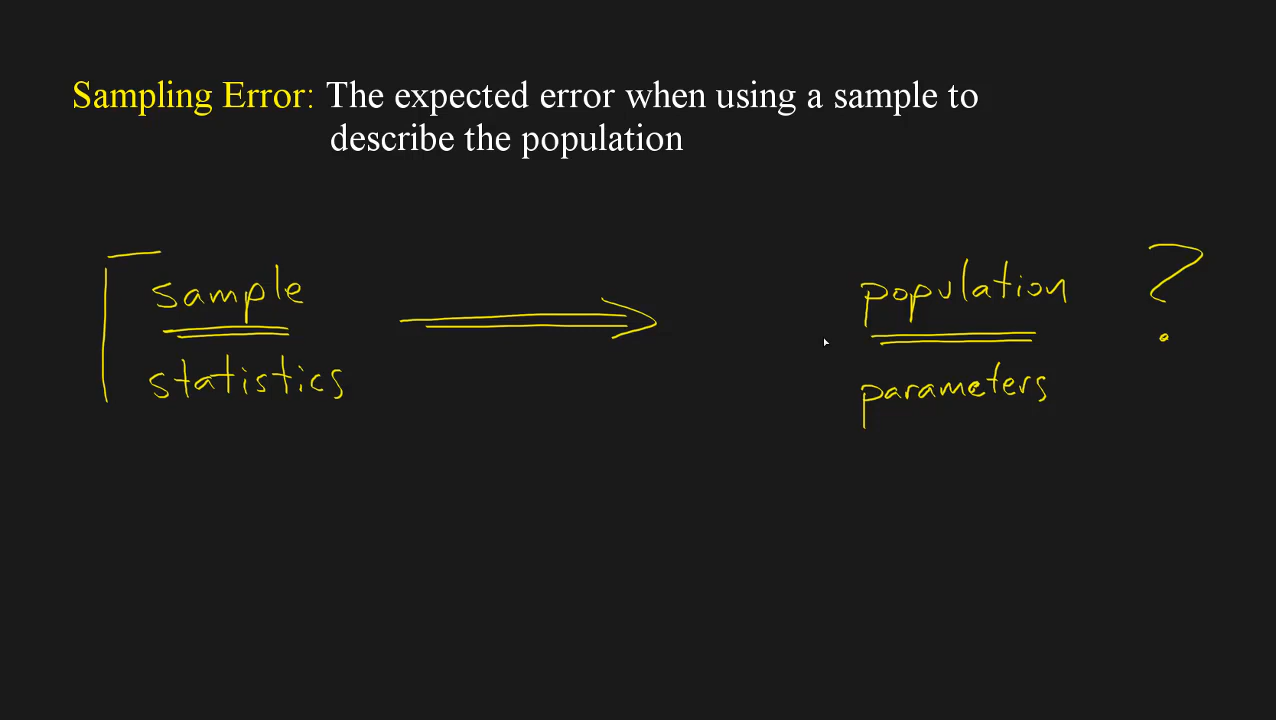 Sampling Error: The expected error when using a sample to
describe the population
sample
population ?
statistics
parameters